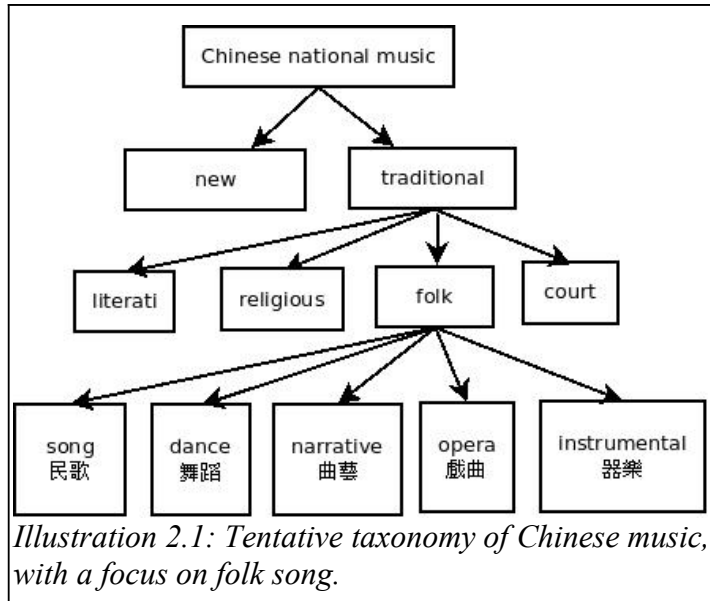 Chinese national music
new
traditional
literati
religious
folk
court
song
民歌
dance
舞蹈
narrative
曲藝
opera
戲曲
instrumental
器樂
Illustration 2.1: Tentative taxonomy of Chinese music,
with a focus on folk song.